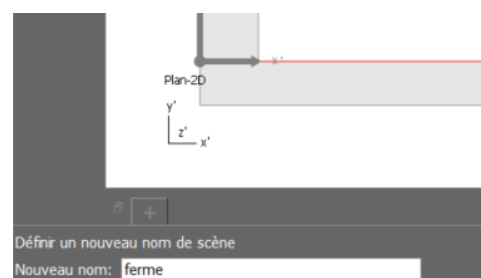 x'
Plan-2D
y'
z'
x'
+
Définir un nouveau nom de scène
Nouveau nom: ferme